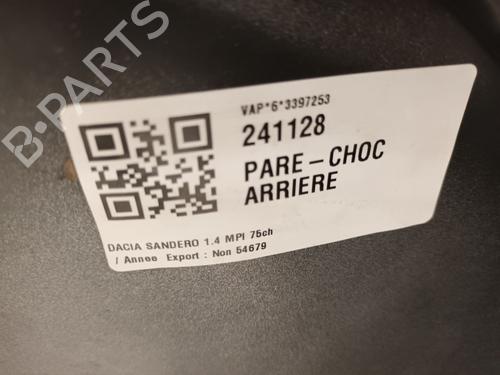 B-PARTS
VAP*6*3397253
241128
PARE-CHOC
ARRIERE
DACIA SANDERO 1.4 MPI 75ch
/ Annee Export : Non 54679